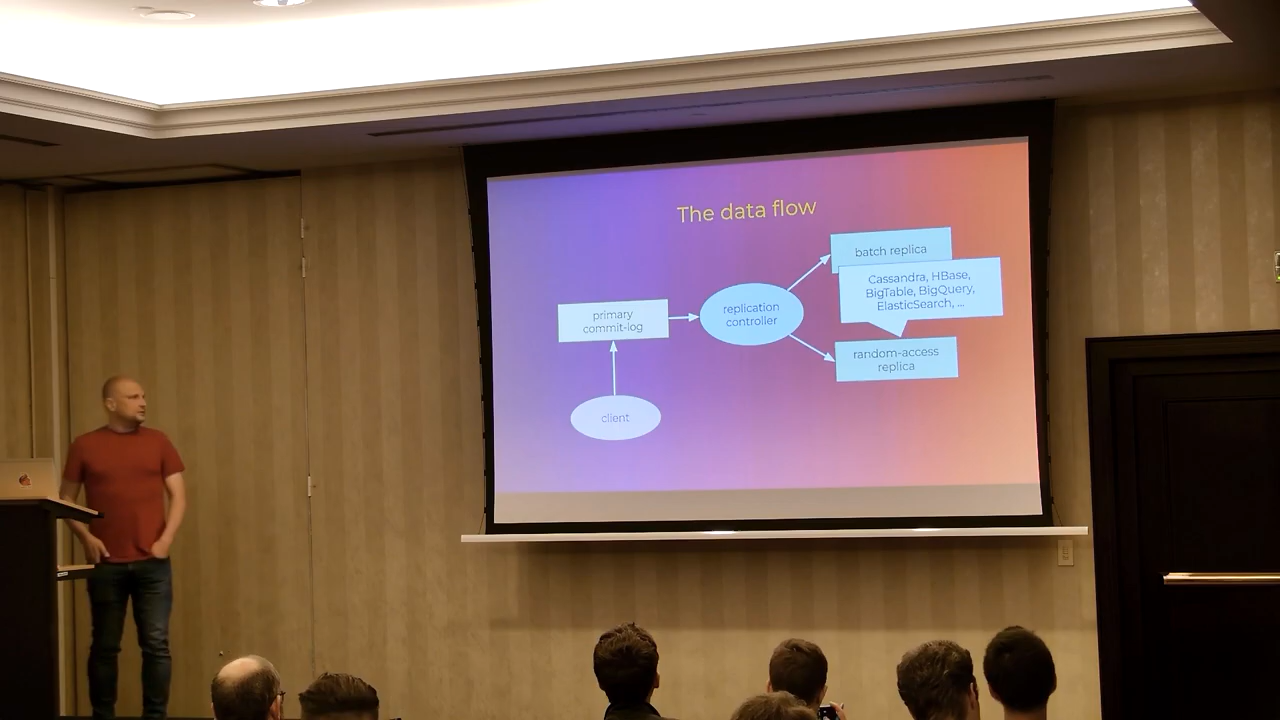 The data flow
batch replica
Cassandra, HBase,
BigTable, BigQuery,
ElasticSearch, ...
primary
commit-log
replication
controller
random-access
replica
client